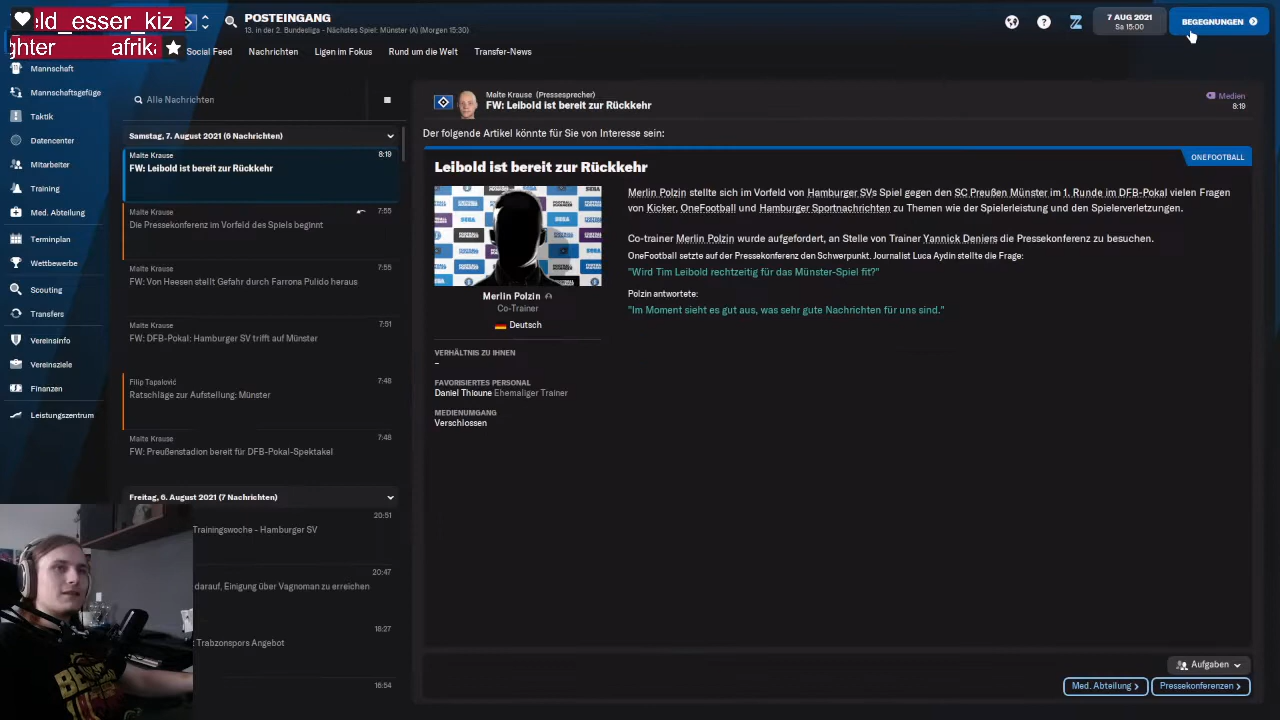 eld_esser_kiz
ghter afrika
POSTEINGANG
13. in der 2. Bundesliga - Nächstes Spiel: Münster (A) (Morgen 15:30)
7 AUG 2021
Sa 15:00
BEGEGNUNGEN
Social Feed Nachrichten Ligen im Fokus Rund um die Welt Transfer-News
Mannschaft
Mannschaftsgefüge
Taktik
Datencenter
Mitarbeiter
Training
Med. Abteilung
Terminplan
Wettbewerbe
Scouting
Transfers
Vereinsinfo
Vereinsziele
Finanzen
Leistungszentrum
Alle Nachrichten
Samstag, 7. August 2021 (6 Nachrichten)
Malte Krause 8:19
FW: Leibold ist bereit zur Rückkehr
Malte Krause 7:55
Die Pressekonferenz im Vorfeld des Spiels beginnt
Malte Krause 7:55
FW: Von Heesen stellt Gefahr durch Farrona Pulido heraus
Malte Krause 7:51
FW: DFB-Pokal: Hamburger SV trifft auf Münster
Filip Tapalović 7:48
Ratschläge zur Aufstellung: Münster
Malte Krause 7:46
FW: Preußenstadion bereit für DFB-Pokal-Spektakel
Freitag, 6. August 2021 (7 Nachrichten)
20:51
Trainingswoche - Hamburger SV
20:47
darauf, Einigung über Vagnoman zu erreichen
18:27
Trabzonspors Angebot
16:54
Malte Krause (Pressesprecher)
FW: Leibold ist bereit zur Rückkehr
Medien
8:19
Der folgende Artikel könnte für Sie von Interesse sein:
ONEFOOTBALL
Leibold ist bereit zur Rückkehr
Merlin Polzin stellte sich im Vorfeld von Hamburger SVs Spiel gegen den SC Preußen Münster im 1. Runde im DFB-Pokal vielen Fragen
von Kicker, OneFootball und Hamburger Sportnachrichten zu Themen wie der Spielerleistung und den Spielerverletzungen.
Co-trainer Merlin Polzin wurde aufgefordert, an Stelle von Trainer Yannick Deniers die Pressekonferenz zu besuchen.
OneFootball setzte auf der Pressekonferenz den Schwerpunkt. Journalist Luca Aydin stellte die Frage:
"Wird Tim Leibold rechtzeitig für das Münster-Spiel fit?"
Polzin antwortete:
"Im Moment sieht es gut aus, was sehr gute Nachrichten für uns sind."
Merlin Polzin
Co-Trainer
Deutsch
VERHÄLTNIS ZU IHNEN
–
FAVORISIERTES PERSONAL
Daniel Thioune Ehemaliger Trainer
MEDIENUMGANG
Verschlossen
Aufgaben
Med. Abteilung
Pressekonferenzen